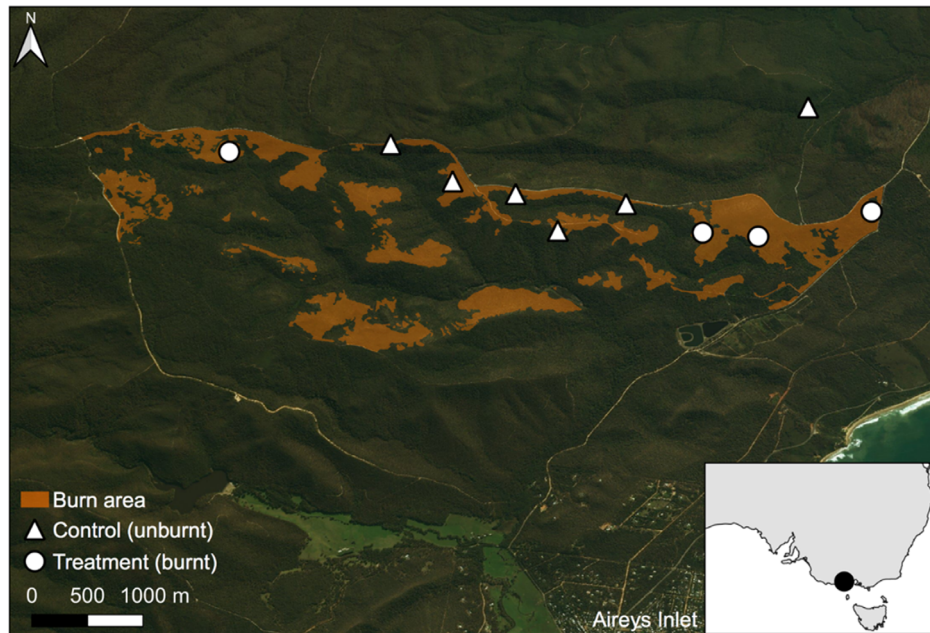 N
Burn area
Control (unburnt)
Treatment (burnt)
0 500 1000 m
Aireys Inlet